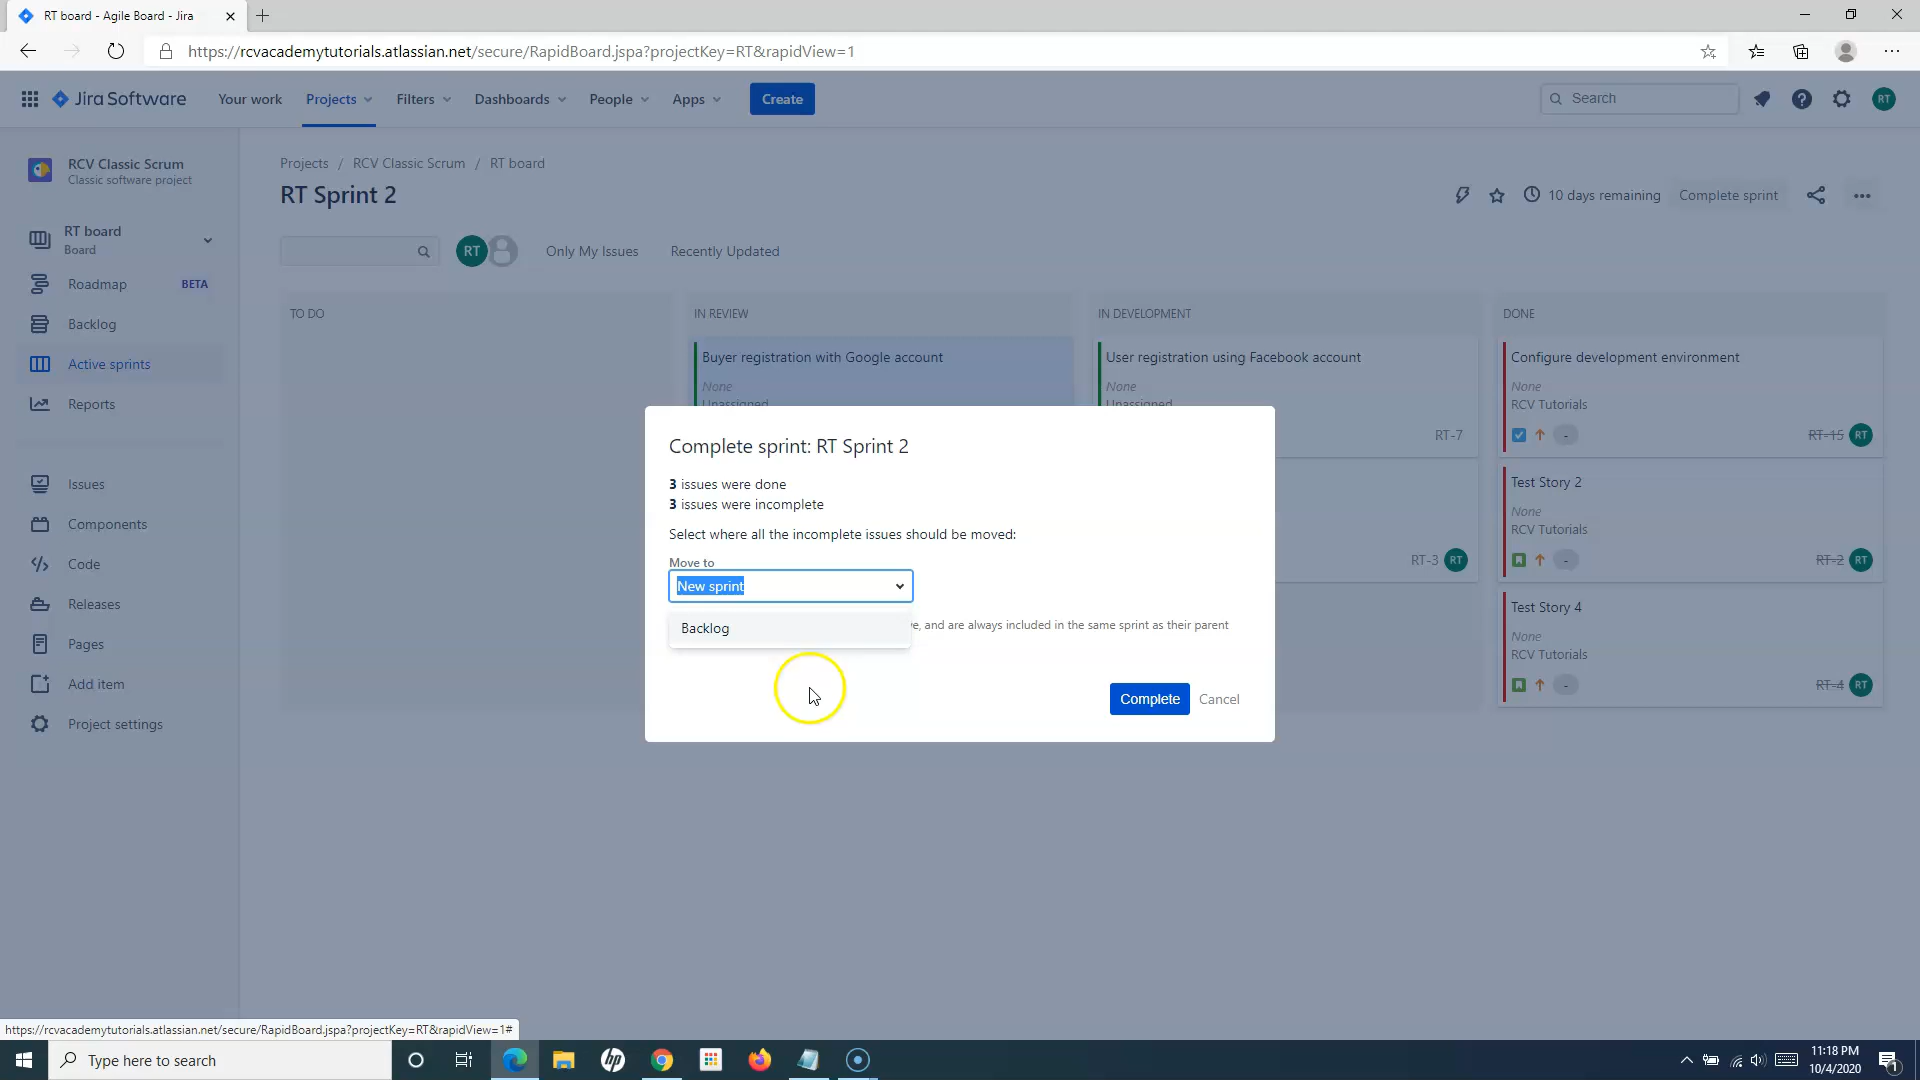 RT board - Agile Board - Jira
https://rcvacademytutorials.atlassian.net/secure/RapidBoard.jspa?projectKey=RT&rapidView=1
Jira Software
Your work
Projects
Filters
Dashboards
People
Apps
Create
Search
RT
RCV Classic Scrum
Classic software project
RT board
Board
Roadmap
BETA
Backlog
Active sprints
Reports
Issues
Components
Code
Releases
Pages
Add item
Project settings
Projects / RCV Classic Scrum / RT board
RT Sprint 2
10 days remaining
Complete sprint
RT
Only My Issues
Recently Updated
TO DO
IN REVIEW
Buyer registration with Google account
None
Unassigned
IN DEVELOPMENT
User registration using Facebook account
None
Unassigned
RT-7
RT-3
RT
DONE
Configure development environment
None
RCV Tutorials
-
RT-15
RT
Test Story 2
None
RCV Tutorials
-
RT-2
RT
Test Story 4
None
RCV Tutorials
-
RT-4
RT
Complete sprint: RT Sprint 2
3 issues were done
3 issues were incomplete
Select where all the incomplete issues should be moved:
Move to
New sprint
Backlog
, and are always included in the same sprint as their parent
Complete
Cancel
https://rcvacademytutorials.atlassian.net/secure/RapidBoard.jspa?projectKey=RT&rapidView=1#
Type here to search
hp
11:18 PM
10/4/2020
1